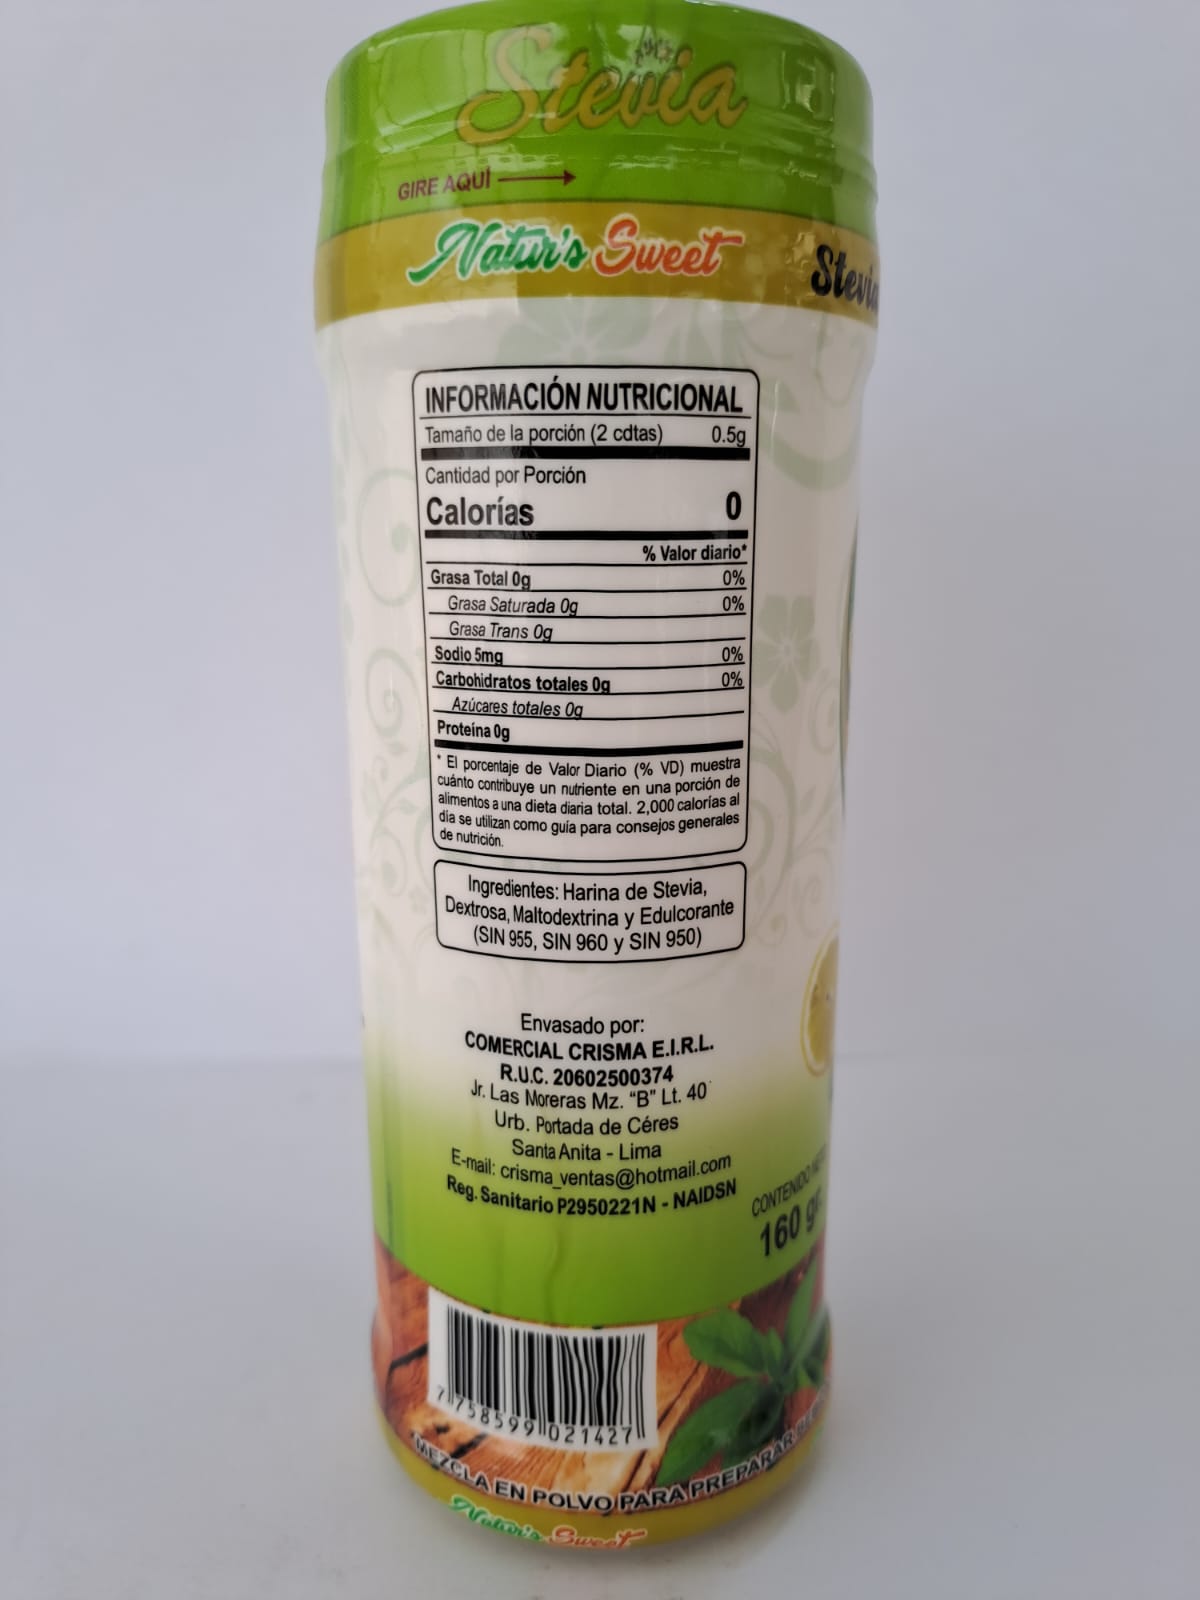 Stevia
GIRE AQUÍ
Natur's Sweet
Stevia
INFORMACIÓN NUTRICIONAL
Tamaño de la porción (2 cdtas) 0.5g
Cantidad por Porción
Calorías 0
% Valor diario*
Grasa Total 0g 0%
Grasa Saturada 0g 0%
Grasa Trans 0g
Sodio 5mg 0%
Carbohidratos totales 0g 0%
Azúcares totales 0g
Proteína 0g
* El porcentaje de Valor Diario (% VD) muestra
cuánto contribuye un nutriente en una porción de
alimentos a una dieta diaria total. 2,000 calorías al
día se utilizan como guía para consejos generales
de nutrición.
Ingredientes: Harina de Stevia,
Dextrosa, Maltodextrina y Edulcorante
(SIN 955, SIN 960 y SIN 950)
Envasado por:
COMERCIAL CRISMA E.I.R.L.
R.U.C. 20602500374
Jr. Las Moreras Mz. "B" Lt. 40
Urb. Portada de Céres
Santa Anita - Lima
E-mail: crisma_ventas@hotmail.com
Reg. Sanitario P2950221N - NAIDSN
CONTENIDO
160 gr.
7 758599 021427
MEZCLA EN POLVO PARA PREPARAR
Natur's Sweet